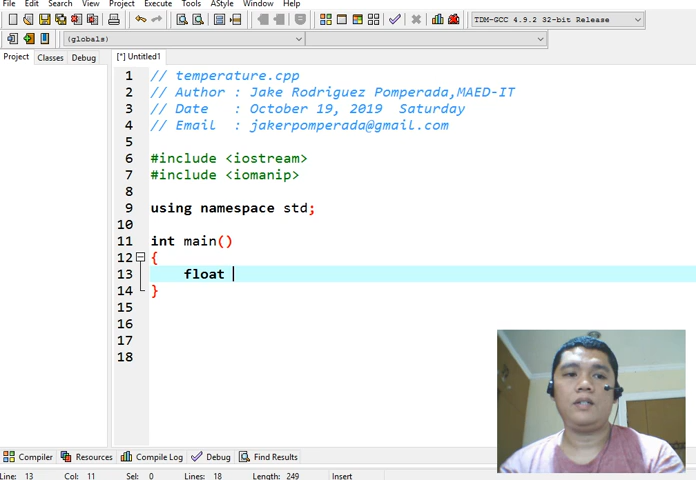 File Edit Search View Project Execute Tools AStyle Window Help
TDM-GCC 4.9.2 32-bit Release
(globals)
Project Classes Debug
[*] Untitled1
1 // temperature.cpp
2 // Author : Jake Rodriguez Pomperada,MAED-IT
3 // Date : October 19, 2019 Saturday
4 // Email : jakerpomperada@gmail.com
5
6 #include <iostream>
7 #include <iomanip>
8
9 using namespace std;
10
11 int main()
12 {
13 float
14 }
15
16
17
18
Compiler Resources Compile Log Debug Find Results
Line: 13 Col: 11 Sel: 0 Lines: 18 Length: 249 Insert